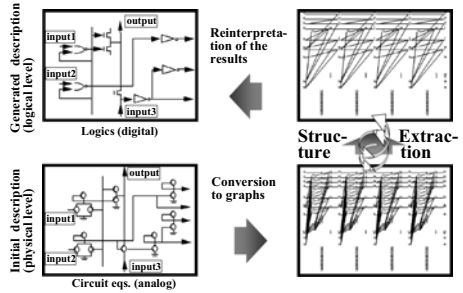 Generated description
(logical level)
output
input1
input2
input3
Logics (digital)
Reinterpreta-
tion of the
results
Struc-
ture
Extrac-
tion
Initial description
(physical level)
output
input1
input2
input3
Circuit eqs. (analog)
Conversion
to graphs